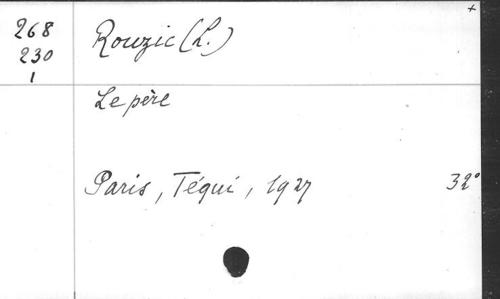 268
230
1
Rouzic (L.)
+
Le père
Paris, Téqui, 1927 32°